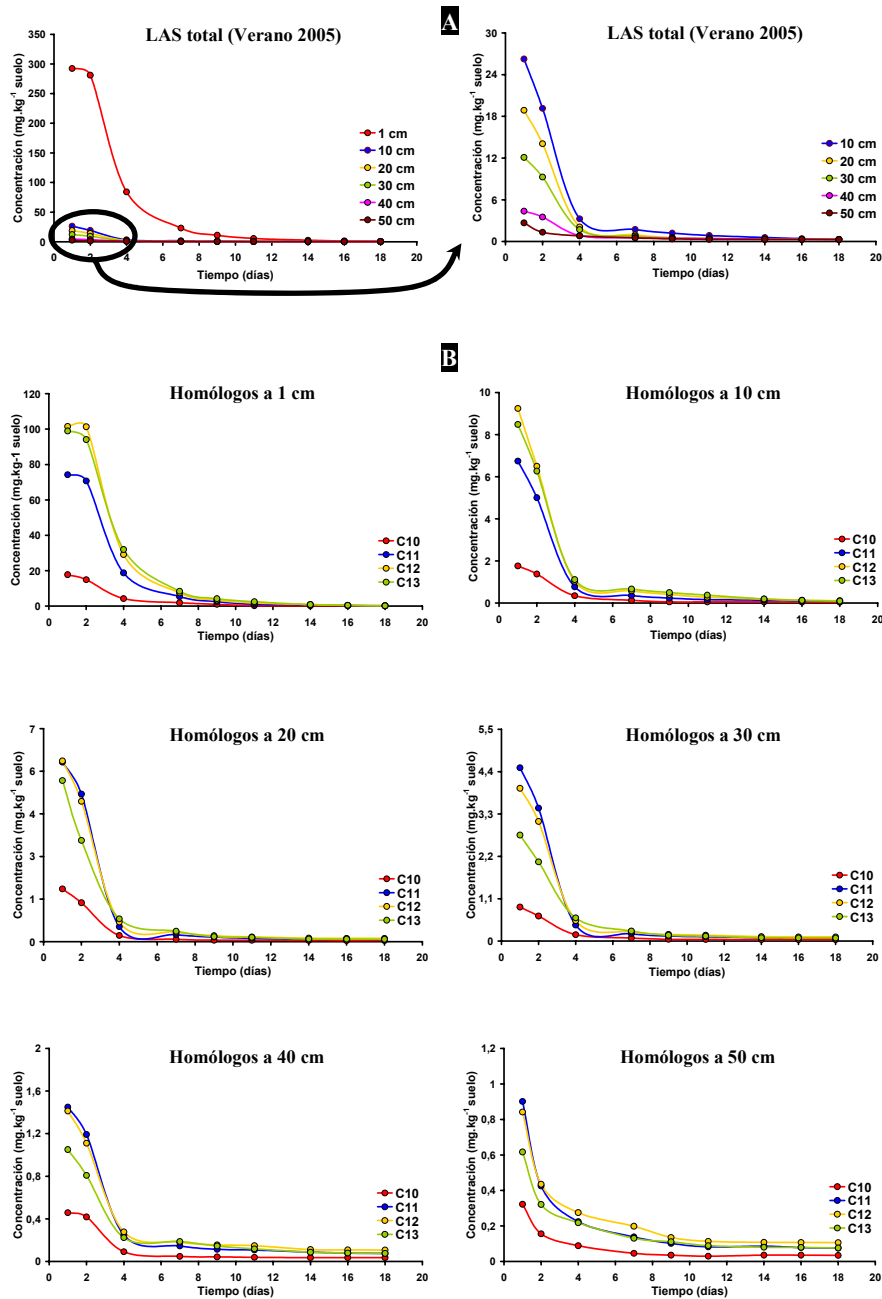 A
LAS total (Verano 2005)
Concentración (mg.kg⁻¹ suelo)
350
300
250
200
150
100
50
0
0 2 4 6 8 10 12 14 16 18 20
Tiempo (días)
1 cm
10 cm
20 cm
30 cm
40 cm
50 cm
LAS total (Verano 2005)
Concentración (mg.kg⁻¹ suelo)
30
24
18
12
6
0
0 2 4 6 8 10 12 14 16 18 20
Tiempo (días)
10 cm
20 cm
30 cm
40 cm
50 cm
B
Homólogos a 1 cm
Concentración (mg.kg-1 suelo)
120
100
80
60
40
20
0
0 2 4 6 8 10 12 14 16 18 20
Tiempo (días)
C10
C11
C12
C13
Homólogos a 10 cm
Concentración (mg.kg⁻¹ suelo)
10
8
6
4
2
0
0 2 4 6 8 10 12 14 16 18 20
Tiempo (días)
C10
C11
C12
C13
Homólogos a 20 cm
Concentración (mg.kg⁻¹ suelo)
7
6
4
3
1
0
0 2 4 6 8 10 12 14 16 18 20
Tiempo (días)
C10
C11
C12
C13
Homólogos a 30 cm
Concentración (mg.kg⁻¹ suelo)
5,5
4,4
3,3
2,2
1,1
0
0 2 4 6 8 10 12 14 16 18 20
Tiempo (días)
C10
C11
C12
C13
Homólogos a 40 cm
Concentración (mg.kg⁻¹ suelo)
2
1,6
1,2
0,8
0,4
0
0 2 4 6 8 10 12 14 16 18 20
Tiempo (días)
C10
C11
C12
C13
Homólogos a 50 cm
Concentración (mg.kg⁻¹ suelo)
1,2
1
0,8
0,6
0,4
0,2
0
0 2 4 6 8 10 12 14 16 18 20
Tiempo (días)
C10
C11
C12
C13